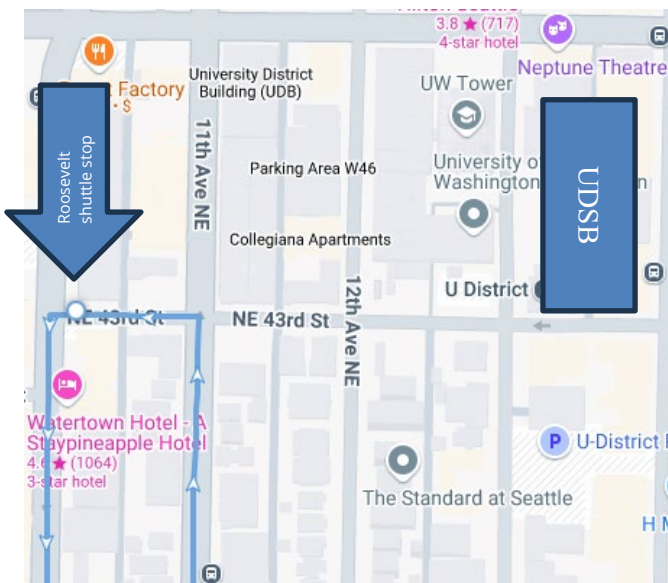 3.8 ★ (717)
4-star hotel
Neptune Theatre
Factory
· $
University District
Building (UDB)
UW Tower
11th Ave NE
Parking Area W46
University of
Washington
n
Roosevelt
shuttle stop
UDSB
Collegiana Apartments
U District
12th Ave NE
NE 43rd St
NE 43rd St
Watertown Hotel - A
Staypineapple Hotel
4.6 ★ (1064)
3-star hotel
P
U-District
The Standard at Seattle
H